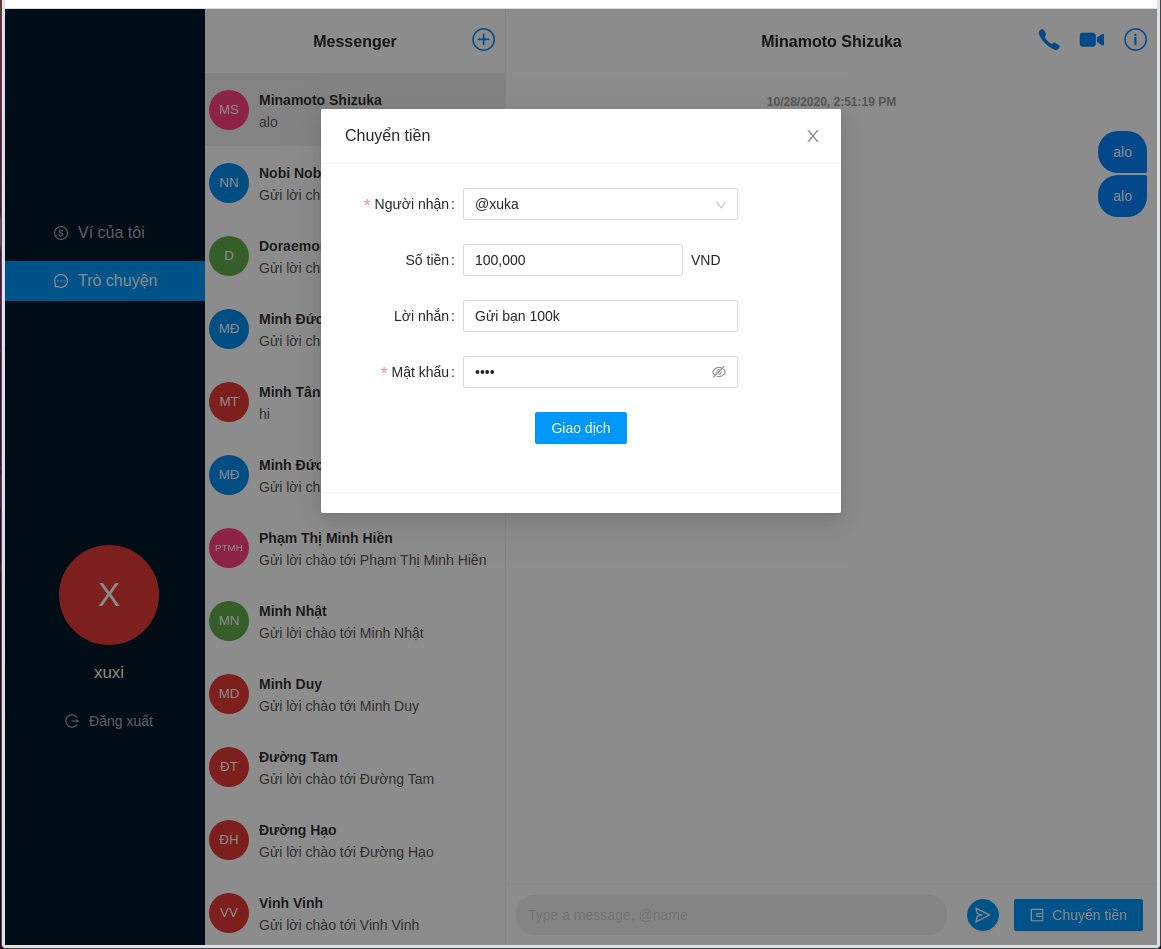 Ví của tôi
Trò chuyện
X
xuxi
Đăng xuất
Messenger
MS
Minamoto Shizuka
alo
NN
Nobi Nob
Gửi lời ch
D
Doraemo
Gửi lời ch
MĐ
Minh Đức
Gửi lời ch
MT
Minh Tân
hi
MĐ
Minh Đức
Gửi lời ch
PTMH
Phạm Thị Minh Hiền
Gửi lời chào tới Phạm Thị Minh Hiền
MN
Minh Nhật
Gửi lời chào tới Minh Nhật
MD
Minh Duy
Gửi lời chào tới Minh Duy
ĐT
Đường Tam
Gửi lời chào tới Đường Tam
ĐH
Đường Hạo
Gửi lời chào tới Đường Hạo
VV
Vinh Vinh
Gửi lời chào tới Vinh Vinh
Minamoto Shizuka
10/28/2020, 2:51:19 PM
alo
alo
Chuyển tiền
* Người nhận: @xuka
Số tiền: 100,000 VND
Lời nhắn: Gửi bạn 100k
* Mật khẩu: ••••
Giao dịch
Type a message, @name
Chuyển tiền